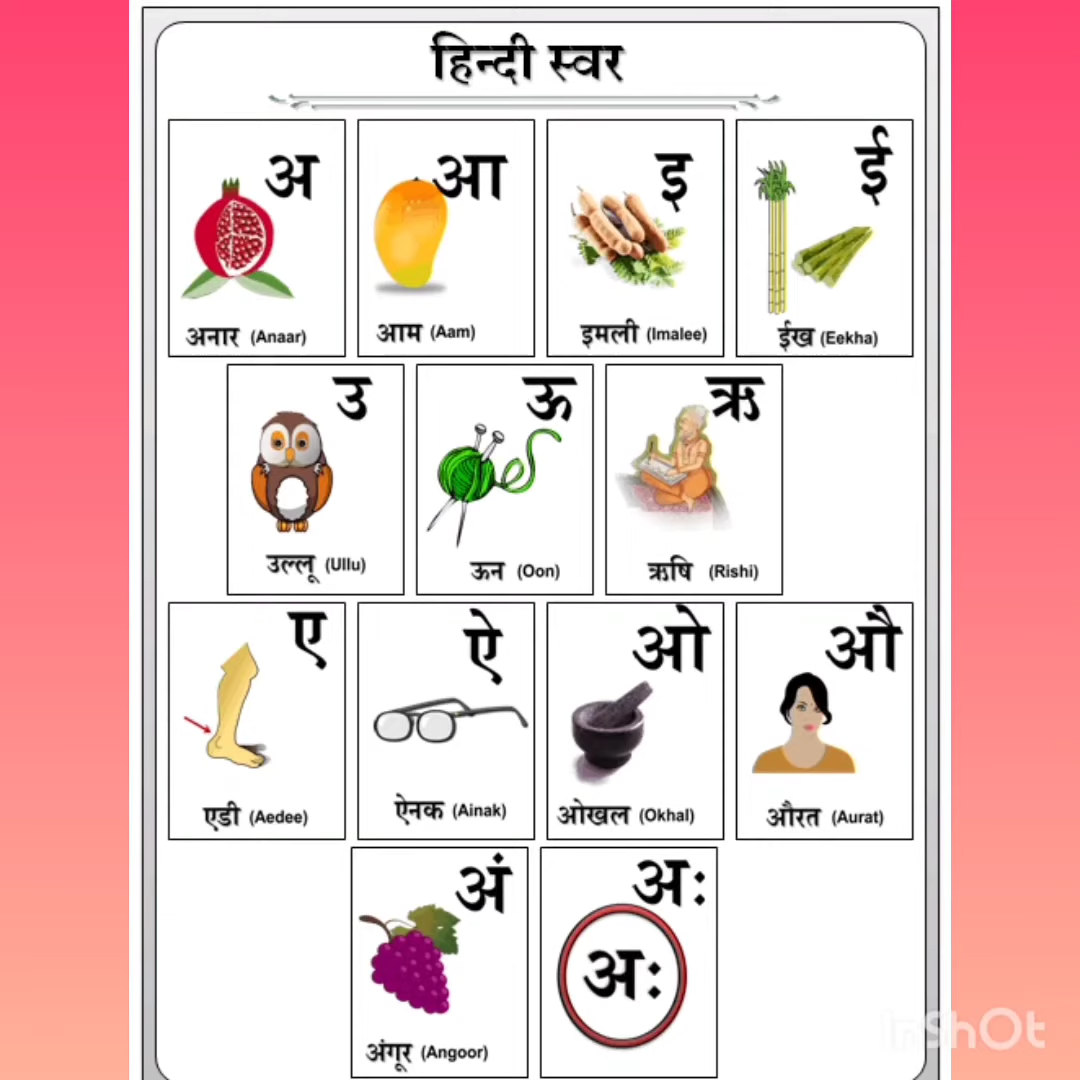 हिन्दी स्वर
अ
अनार (Anaar)
आ
आम (Aam)
इ
इमली (Imalee)
ई
ईख (Eekha)
उ
उल्लू (Ullu)
ऊ
ऊन (Oon)
ऋ
ऋषि (Rishi)
ए
एडी (Aedee)
ऐ
ऐनक (Ainak)
ओ
ओखल (Okhal)
औ
औरत (Aurat)
अं
अंगूर (Angoor)
अः
अः
InShOt